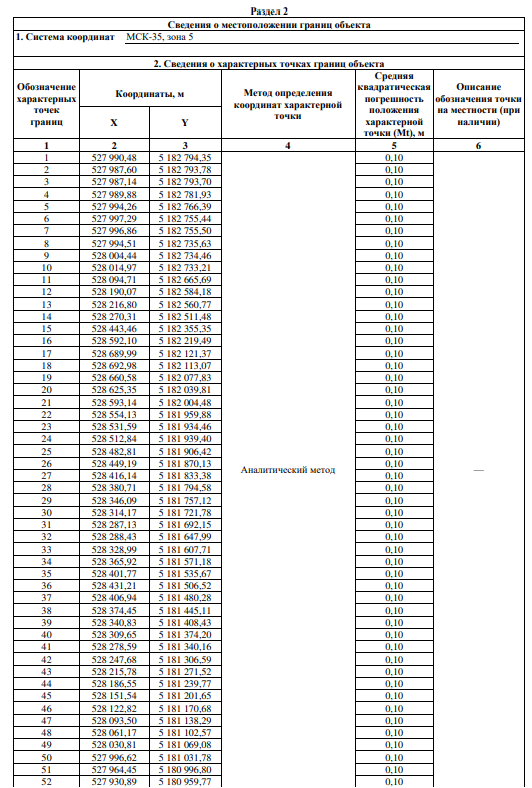 Раздел 2
Сведения о местоположении границ объекта
1. Система координат МСК-35, зона 5
2. Сведения о характерных точках границ объекта
Обозначение характерных точек границ Координаты, м Метод определения координат характерной точки Средняя квадратическая погрешность положения характерной точки (Mt), м Описание обозначения точки на местности (при наличии)
X Y
1 2 3 4 5 6
1 527 990,48 5 182 794,35 0,10
2 527 987,60 5 182 793,78 0,10
3 527 987,14 5 182 793,70 0,10
4 527 989,88 5 182 781,93 0,10
5 527 994,26 5 182 766,39 0,10
6 527 997,29 5 182 755,44 0,10
7 527 996,86 5 182 755,50 0,10
8 527 994,51 5 182 735,63 0,10
9 528 004,44 5 182 734,46 0,10
10 528 014,97 5 182 733,21 0,10
11 528 094,71 5 182 665,69 0,10
12 528 190,07 5 182 584,18 0,10
13 528 216,80 5 182 560,77 0,10
14 528 270,31 5 182 511,48 0,10
15 528 443,46 5 182 355,35 0,10
16 528 592,10 5 182 219,49 0,10
17 528 689,99 5 182 121,37 0,10
18 528 692,98 5 182 113,07 0,10
19 528 660,58 5 182 077,83 0,10
20 528 625,35 5 182 039,81 0,10
21 528 593,14 5 182 004,48 0,10
22 528 554,13 5 181 959,88 0,10
23 528 531,59 5 181 934,46 0,10
24 528 512,84 5 181 939,40 0,10
25 528 482,81 5 181 906,42 0,10
26 528 449,19 5 181 870,13 Аналитический метод 0,10 —
27 528 416,14 5 181 833,38 0,10
28 528 380,71 5 181 794,58 0,10
29 528 346,09 5 181 757,12 0,10
30 528 314,17 5 181 721,78 0,10
31 528 287,13 5 181 692,15 0,10
32 528 288,43 5 181 647,99 0,10
33 528 328,99 5 181 607,71 0,10
34 528 365,92 5 181 571,18 0,10
35 528 401,77 5 181 535,67 0,10
36 528 431,21 5 181 506,52 0,10
37 528 406,94 5 181 480,28 0,10
38 528 374,45 5 181 445,11 0,10
39 528 340,83 5 181 408,43 0,10
40 528 309,65 5 181 374,20 0,10
41 528 278,59 5 181 340,16 0,10
42 528 247,68 5 181 306,59 0,10
43 528 215,78 5 181 271,52 0,10
44 528 186,55 5 181 239,77 0,10
45 528 151,54 5 181 201,65 0,10
46 528 122,82 5 181 170,68 0,10
47 528 093,50 5 181 138,29 0,10
48 528 061,17 5 181 102,57 0,10
49 528 030,81 5 181 069,08 0,10
50 527 996,62 5 181 031,78 0,10
51 527 964,45 5 180 996,80 0,10
52 527 930,89 5 180 959,77 0,10